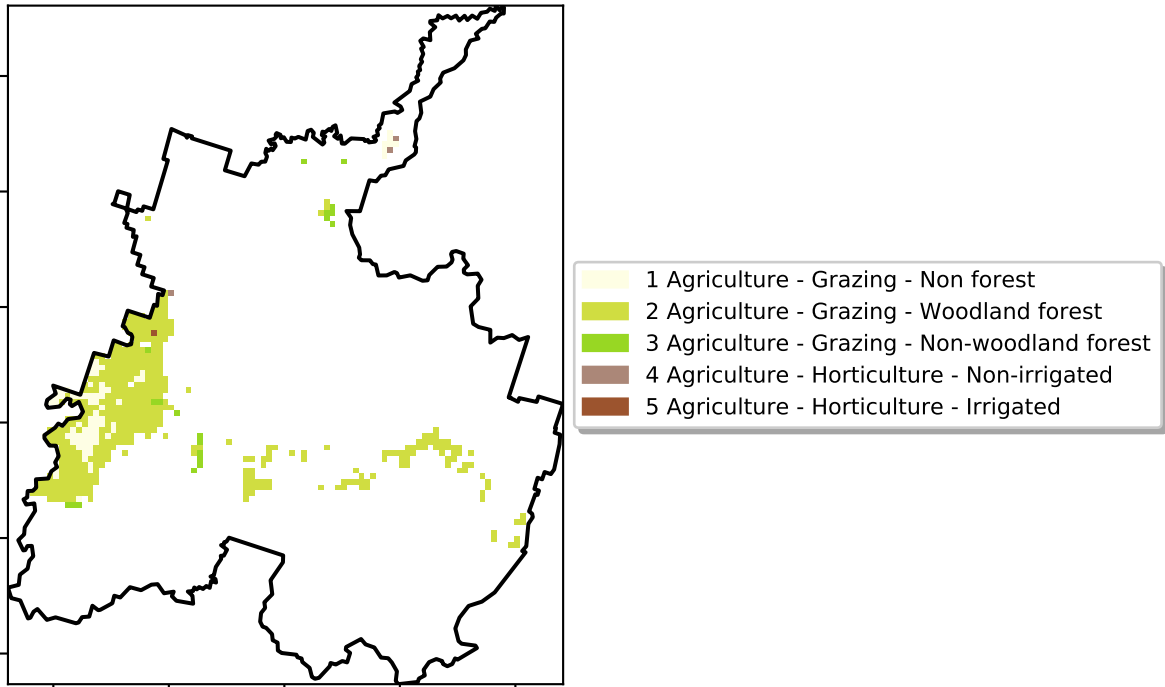 1 Agriculture - Grazing - Non forest
2 Agriculture - Grazing - Woodland forest
3 Agriculture - Grazing - Non-woodland forest
4 Agriculture - Horticulture - Non-irrigated
5 Agriculture - Horticulture - Irrigated